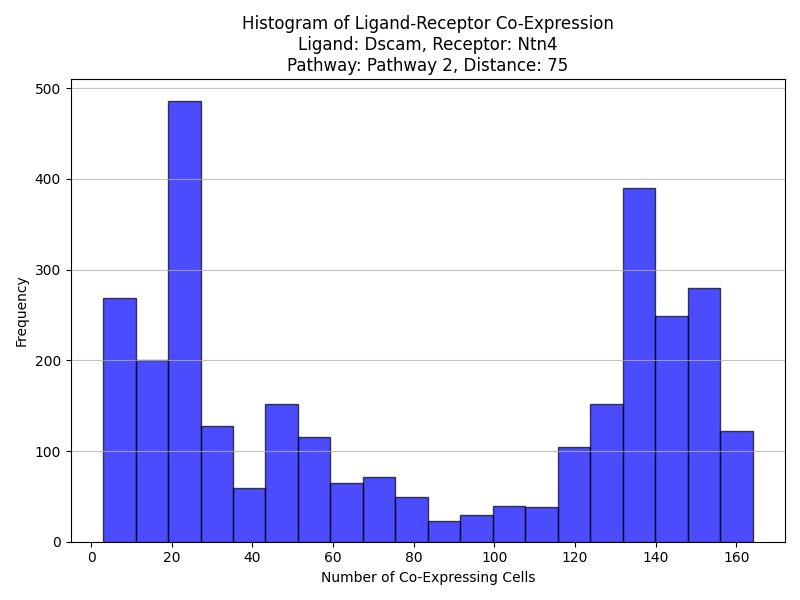 Histogram of Ligand-Receptor Co-Expression
Ligand: Dscam, Receptor: Ntn4
Pathway: Pathway 2, Distance: 75
500
400
300
200
100
0
Frequency
0 20 40 60 80 100 120 140 160
Number of Co-Expressing Cells